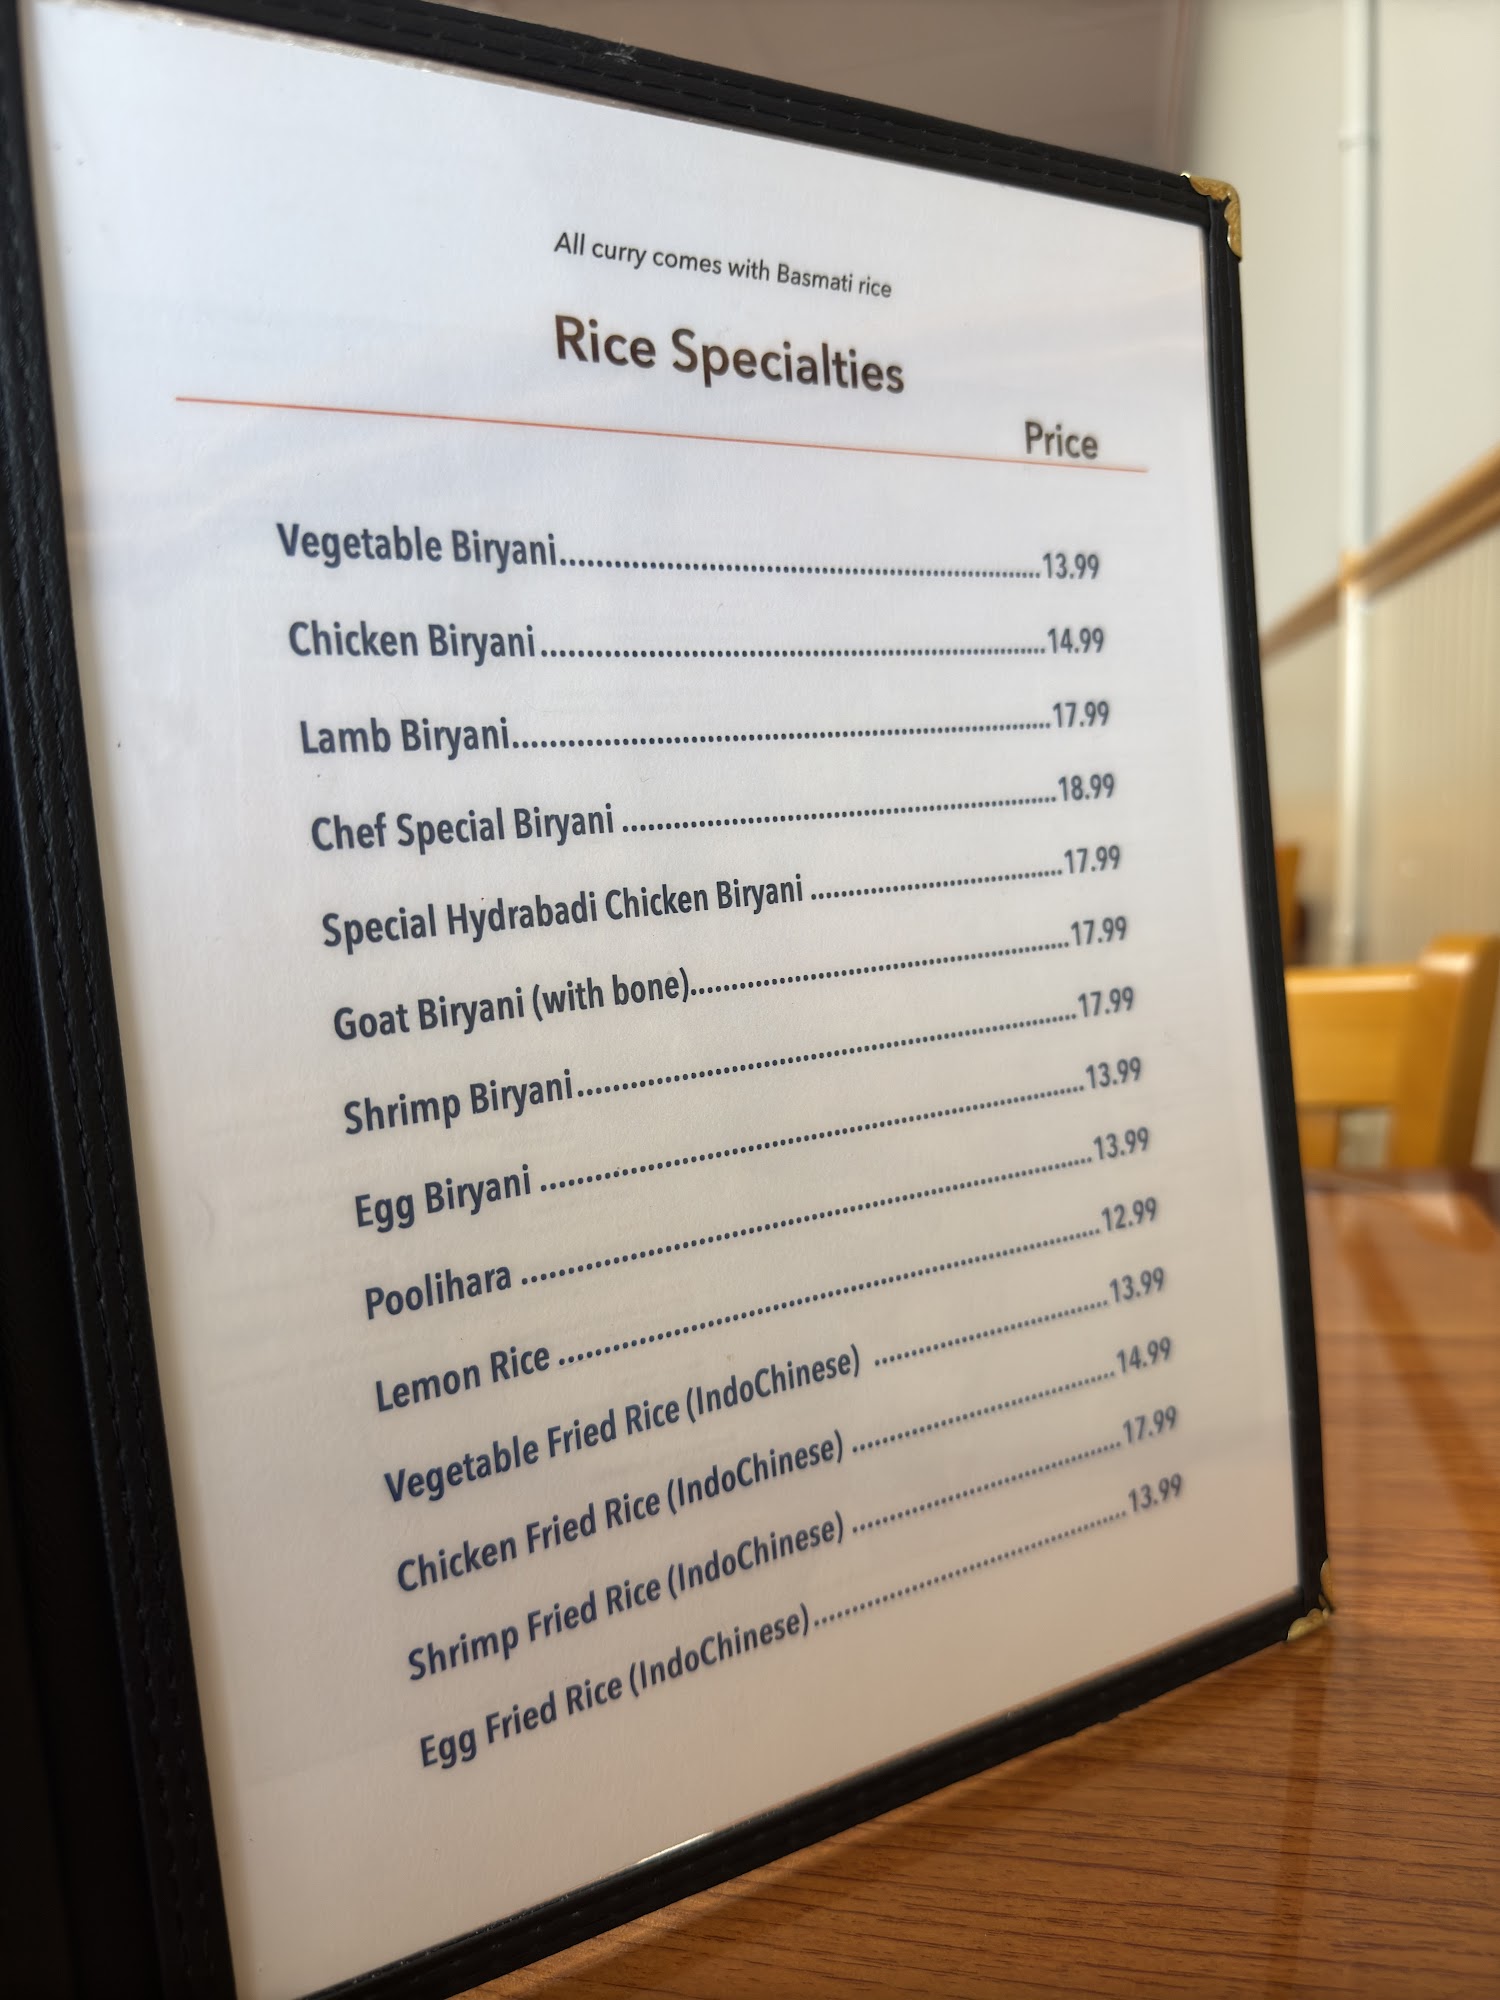 All curry comes with Basmati rice
Rice Specialties
Price
Vegetable Biryani..........13.99
Chicken Biryani..........14.99
Lamb Biryani..........17.99
Chef Special Biryani ..........18.99
Special Hydrabadi Chicken Biryani ..........17.99
Goat Biryani (with bone)..........17.99
Shrimp Biryani..........17.99
Egg Biryani ..........13.99
Poolihara ..........13.99
Lemon Rice ..........12.99
Vegetable Fried Rice (IndoChinese) ..........13.99
Chicken Fried Rice (IndoChinese) ..........14.99
Shrimp Fried Rice (IndoChinese) ..........17.99
Egg Fried Rice (IndoChinese)..........13.99